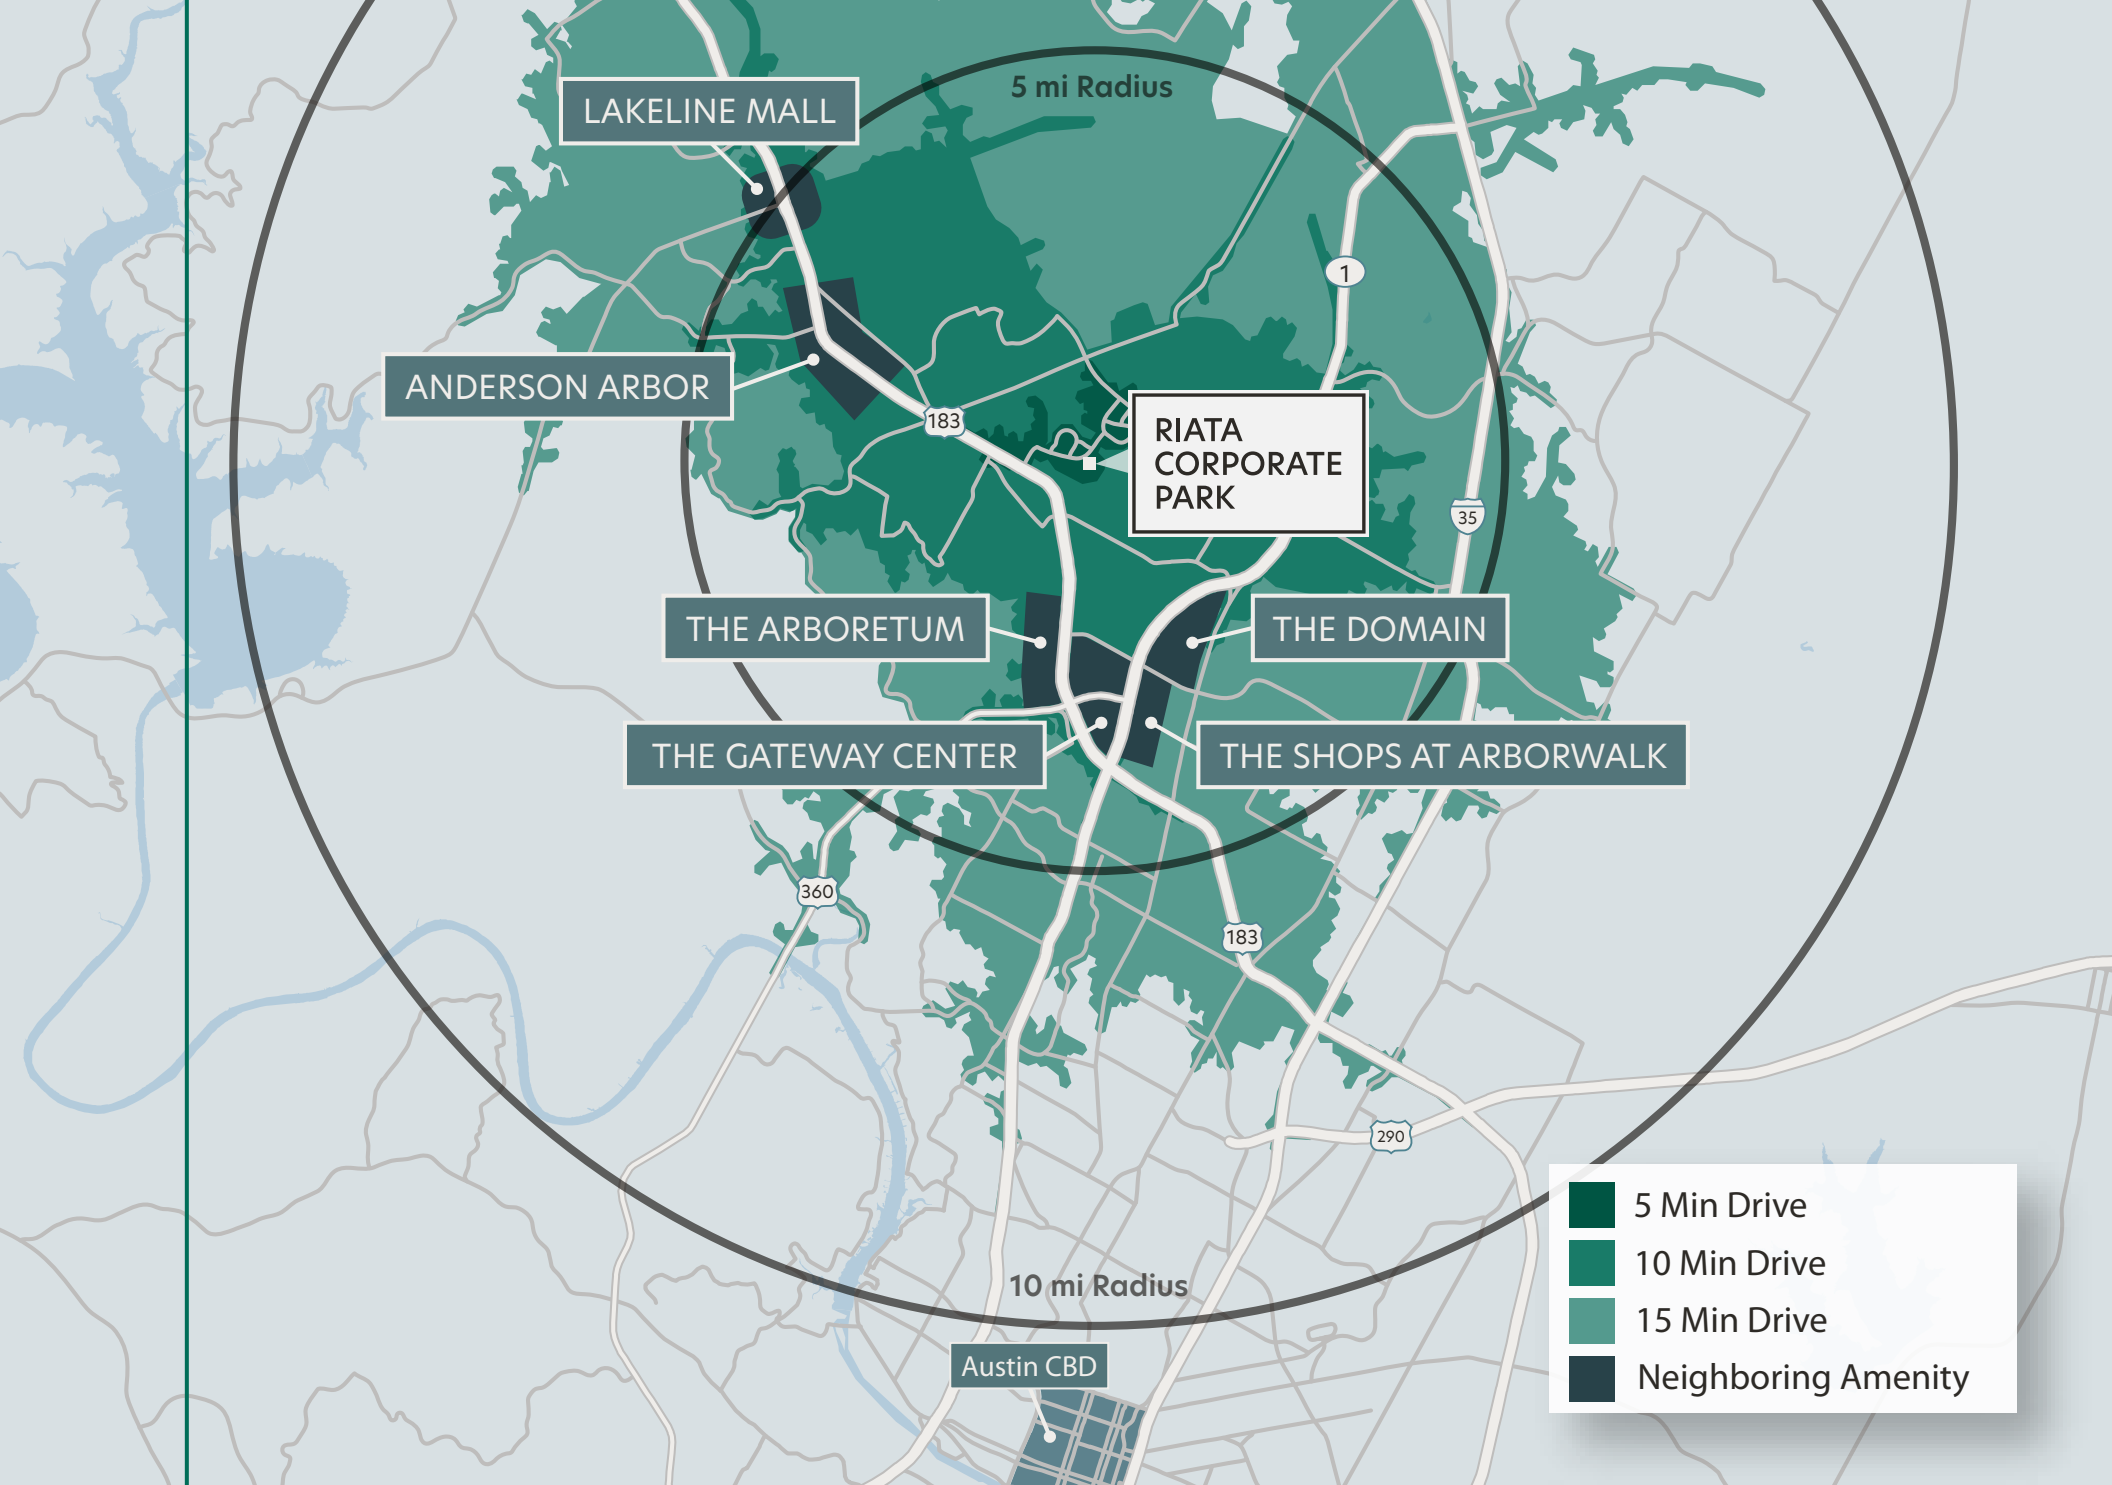 5 mi Radius
LAKELINE MALL
1
ANDERSON ARBOR
183
RIATA
CORPORATE
PARK
35
THE ARBORETUM
THE DOMAIN
THE GATEWAY CENTER
THE SHOPS AT ARBORWALK
360
183
290
5 Min Drive
10 Min Drive
15 Min Drive
Neighboring Amenity
10 mi Radius
Austin CBD